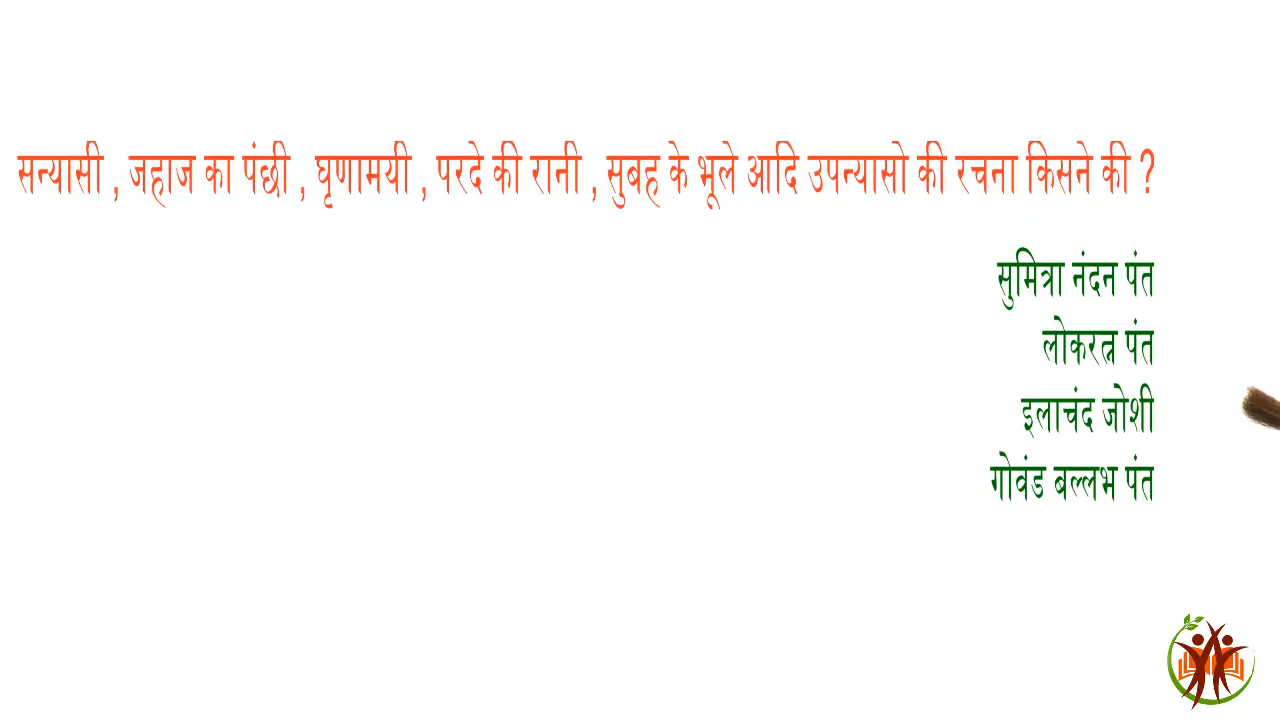 सन्यासी , जहाज का पंछी , घृणामयी , परदे की रानी , सुबह के भूले आदि उपन्यासो की रचना किसने की ?
सुमित्रा नंदन पंत
लोकरत्न पंत
इलाचंद जोशी
गोवंड बल्लभ पंत